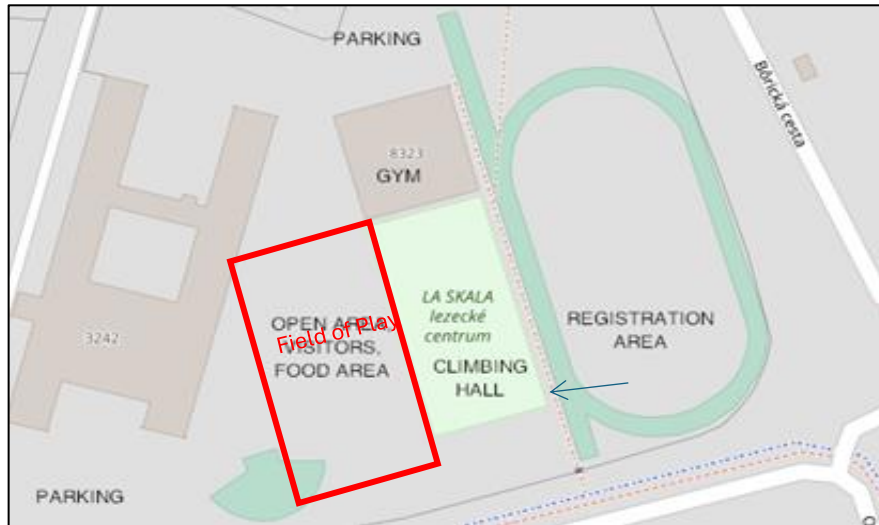 PARKING
Bôrická cesta
8323
GYM
LA SKALA
lezecké
centrum
CLIMBING
HALL
REGISTRATION
AREA
OPEN AREA,
VISITORS,
FOOD AREA
Field of Play
3242
PARKING